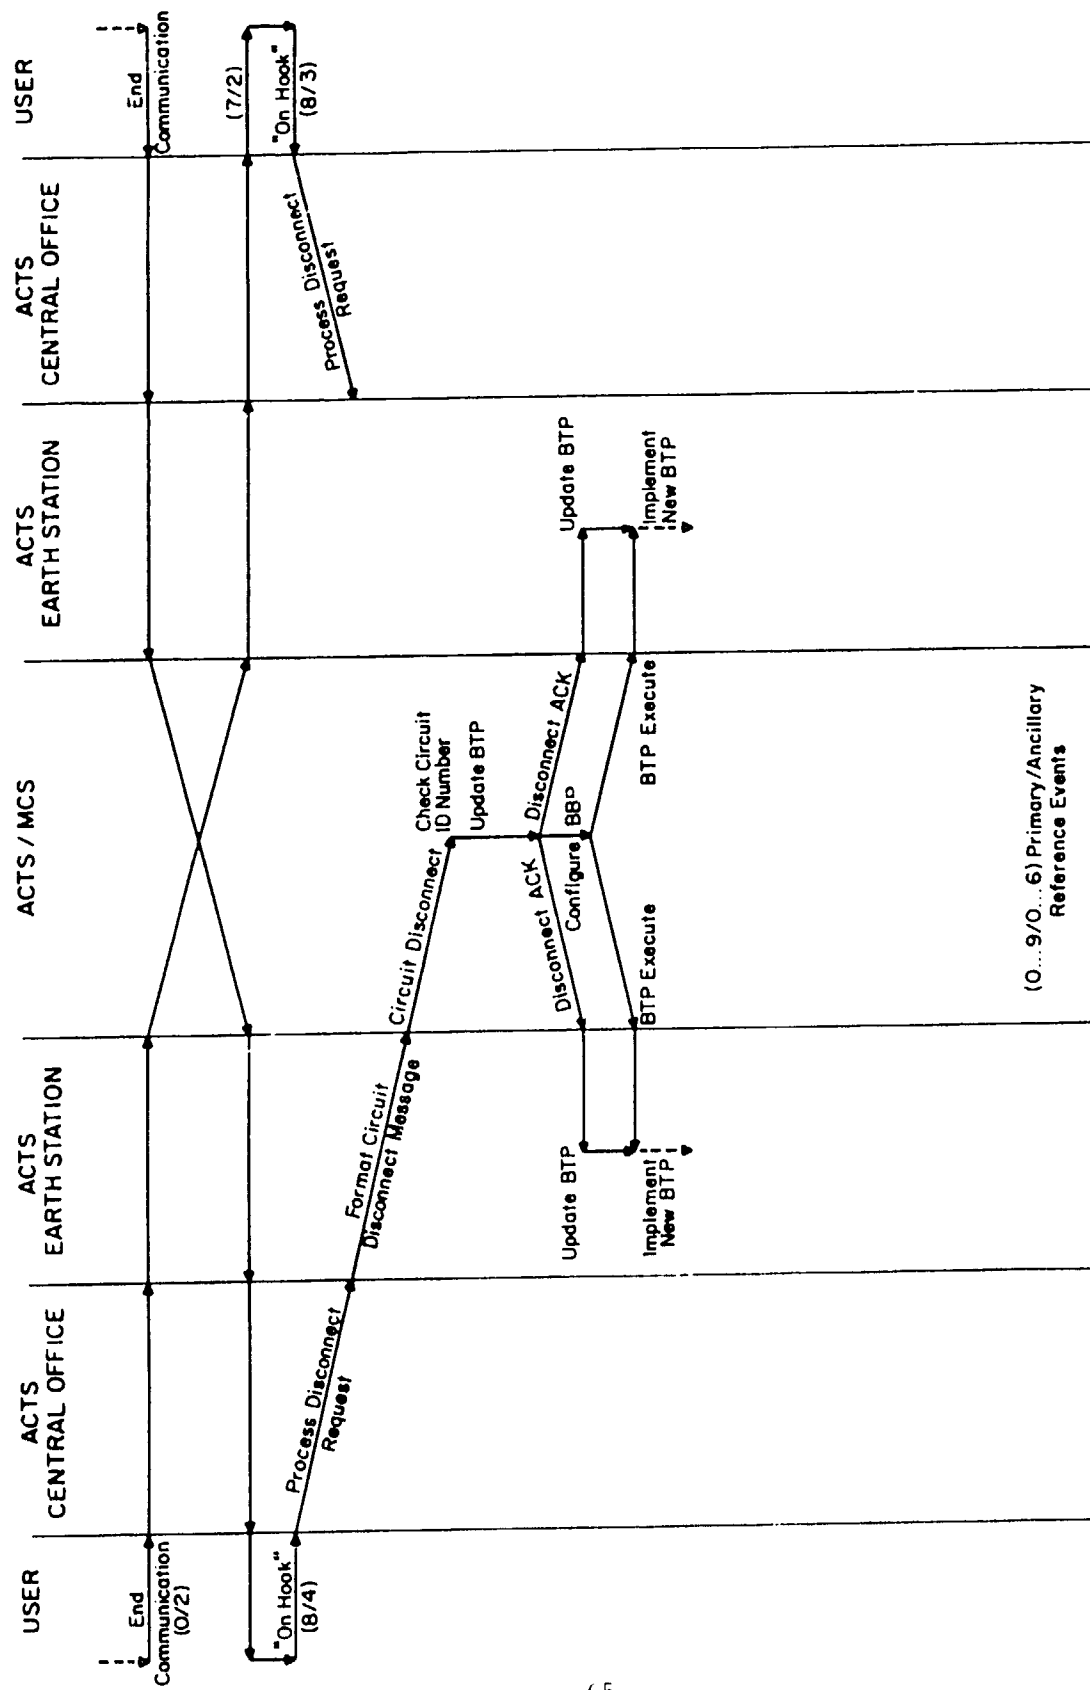 USER
ACTS
CENTRAL OFFICE
ACTS
EARTH STATION
ACTS / MCS
ACTS
EARTH STATION
ACTS
CENTRAL OFFICE
USER
End
Communication
(0/2)
End
Communication
(7/2)
"On Hook"
(8/4)
"On Hook"
(8/3)
Process Disconnect
Request
Process Disconnect
Request
Format Circuit
Disconnect Message
Circuit Disconnect
Check Circuit
ID Number
Update BTP
Disconnect ACK
Disconnect ACK
Configure BBP
Update BTP
Update BTP
BTP Execute
BTP Execute
Implement
New BTP
Implement
New BTP
(0...9/0...6) Primary/Ancillary
Reference Events